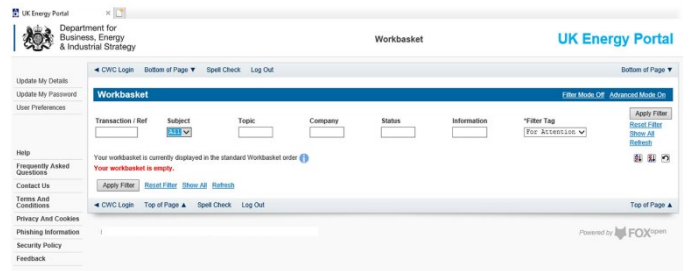 UK Energy Portal
Department for
Business, Energy
& Industrial Strategy
Workbasket
UK Energy Portal
◄ CWC Login Bottom of Page ▼ Spell Check Log Out Bottom of Page ▼
Update My Details
Update My Password
User Preferences
Help
Frequently Asked
Questions
Contact Us
Terms And
Conditions
Privacy And Cookies
Phishing Information
Security Policy
Feedback
Workbasket Filter Mode Off Advanced Mode On
Transaction / Ref Subject Topic Company Status Information *Filter Tag
All For Attention
Apply Filter
Reset Filter
Show All
Refresh
Your workbasket is currently displayed in the standard Workbasket order
Your workbasket is empty.
Apply Filter Reset Filter Show All Refresh
◄ CWC Login Top of Page ▲ Spell Check Log Out Top of Page ▲
Powered by FOXopen